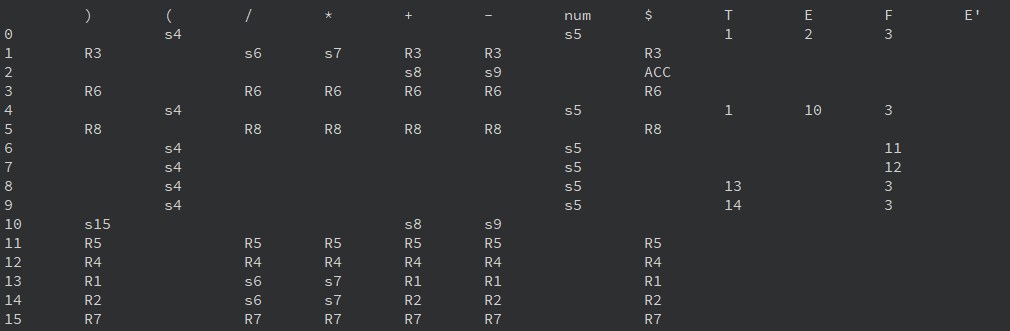 ) ( / * + - num $ T E F E'
0 s4 s5 1 2 3
1 R3 s6 s7 R3 R3 R3
2 s8 s9 ACC
3 R6 R6 R6 R6 R6 R6
4 s4 s5 1 10 3
5 R8 R8 R8 R8 R8 R8
6 s4 s5 11
7 s4 s5 12
8 s4 s5 13 3
9 s4 s5 14 3
10 s15 s8 s9
11 R5 R5 R5 R5 R5 R5
12 R4 R4 R4 R4 R4 R4
13 R1 s6 s7 R1 R1 R1
14 R2 s6 s7 R2 R2 R2
15 R7 R7 R7 R7 R7 R7